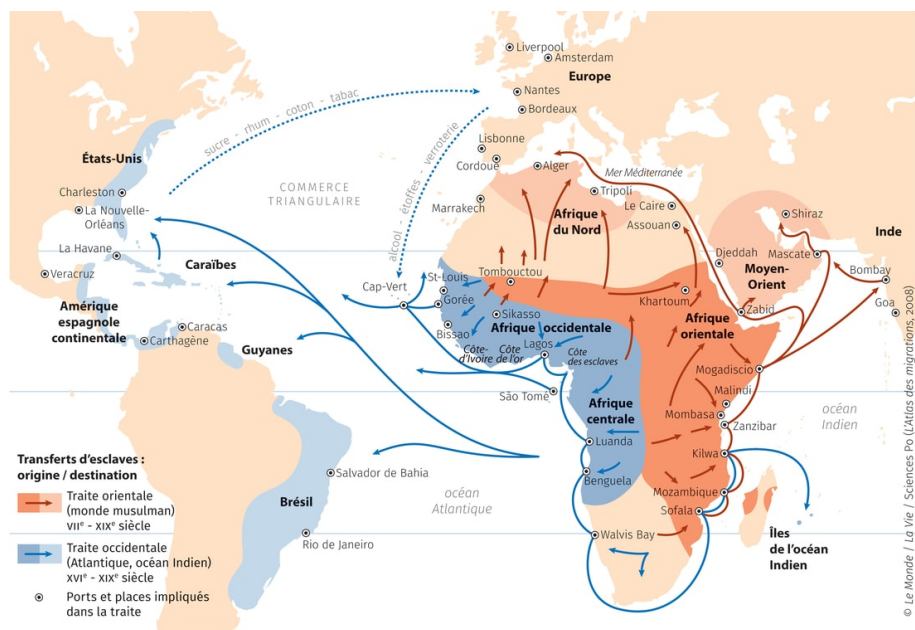 Liverpool
Amsterdam
Europe
Nantes
Bordeaux
sucre - rhum - coton - tabac
alcool - étoffes - verroterie
COMMERCE
TRIANGULAIRE
États-Unis
Charleston
La Nouvelle-
Orléans
La Havane
Veracruz
Caraïbes
Amérique
espagnole
continentale
Caracas
Carthagène
Guyanes
Lisbonne
Cordoue
Alger
Mer Méditerranée
Tripoli
Marrakech
Le Caire
Assouan
Afrique
du Nord
Shiraz
Djeddah
Mascate
Inde
Moyen-
Orient
Bombay
Goa
Zabid
Cap-Vert
St-Louis
Gorée
Tombouctou
Sikasso
Bissao
Afrique occidentale
Côte-
d'Ivoire
Côte
de l'or
Lagos
Côte
des esclaves
São Tomé
Khartoum
Afrique
orientale
Mogadiscio
Malindi
Mombasa
Zanzibar
Afrique
centrale
Luanda
Benguela
Kilwa
Mozambique
Sofala
Walvis Bay
océan
Indien
Îles
de l'océan
Indien
océan
Atlantique
Salvador de Bahia
Brésil
Rio de Janeiro
Transferts d'esclaves :
origine / destination
Traite orientale
(monde musulman)
VIIe - XIXe siècle
Traite occidentale
(Atlantique, océan Indien)
XVIe - XIXe siècle
Ports et places impliqués
dans la traite
© Le Monde / La Vie / Sciences Po (L'Atlas des migrations, 2008)